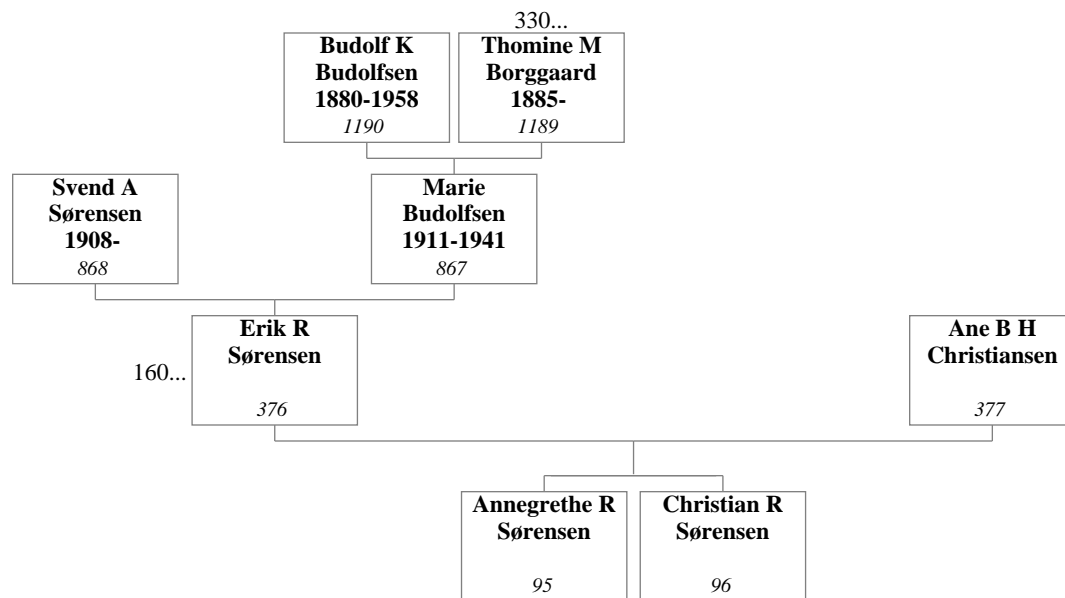 330...
Budolf K
Budolfsen
1880-1958
1190
Thomine M
Borggaard
1885-
1189
Svend A
Sørensen
1908-
868
Marie
Budolfsen
1911-1941
867
Erik R
Sørensen
376
160...
Ane B H
Christiansen
377
Annegrethe R
Sørensen
95
Christian R
Sørensen
96